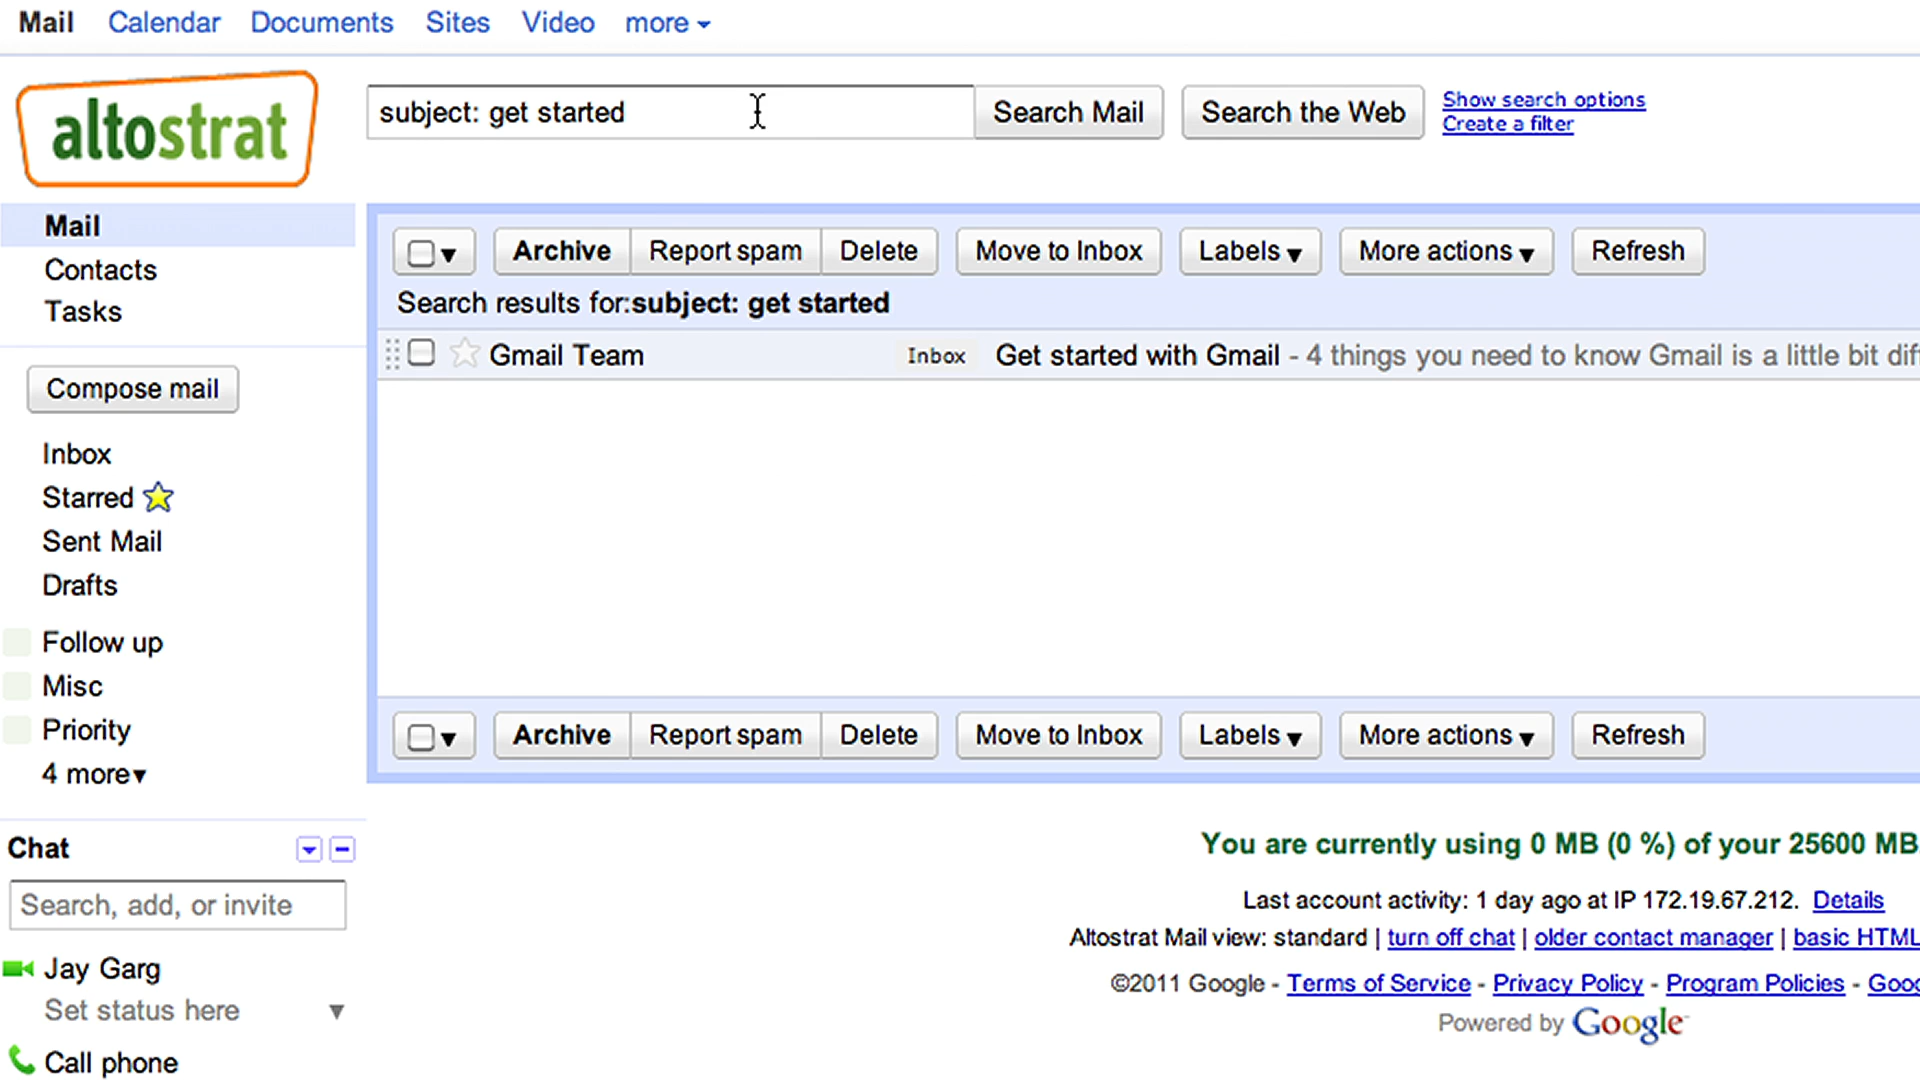 Mail Calendar Documents Sites Video more
altostrat
subject: get started Search Mail Search the Web Show search options
Create a filter
Mail
Contacts
Tasks
Compose mail
Inbox
Starred
Sent Mail
Drafts
Follow up
Misc
Priority
4 more
Archive Report spam Delete Move to Inbox Labels More actions Refresh
Search results for:subject: get started
Gmail Team Inbox Get started with Gmail - 4 things you need to know Gmail is a little bit
Archive Report spam Delete Move to Inbox Labels More actions Refresh
Chat
Search, add, or invite
Jay Garg
Set status here
Call phone
You are currently using 0 MB (0 %) of your 25600 MB
Last account activity: 1 day ago at IP 172.19.67.212. Details
Altostrat Mail view: standard | turn off chat | older contact manager | basic HTML
©2011 Google - Terms of Service - Privacy Policy - Program Policies -
Powered by Google